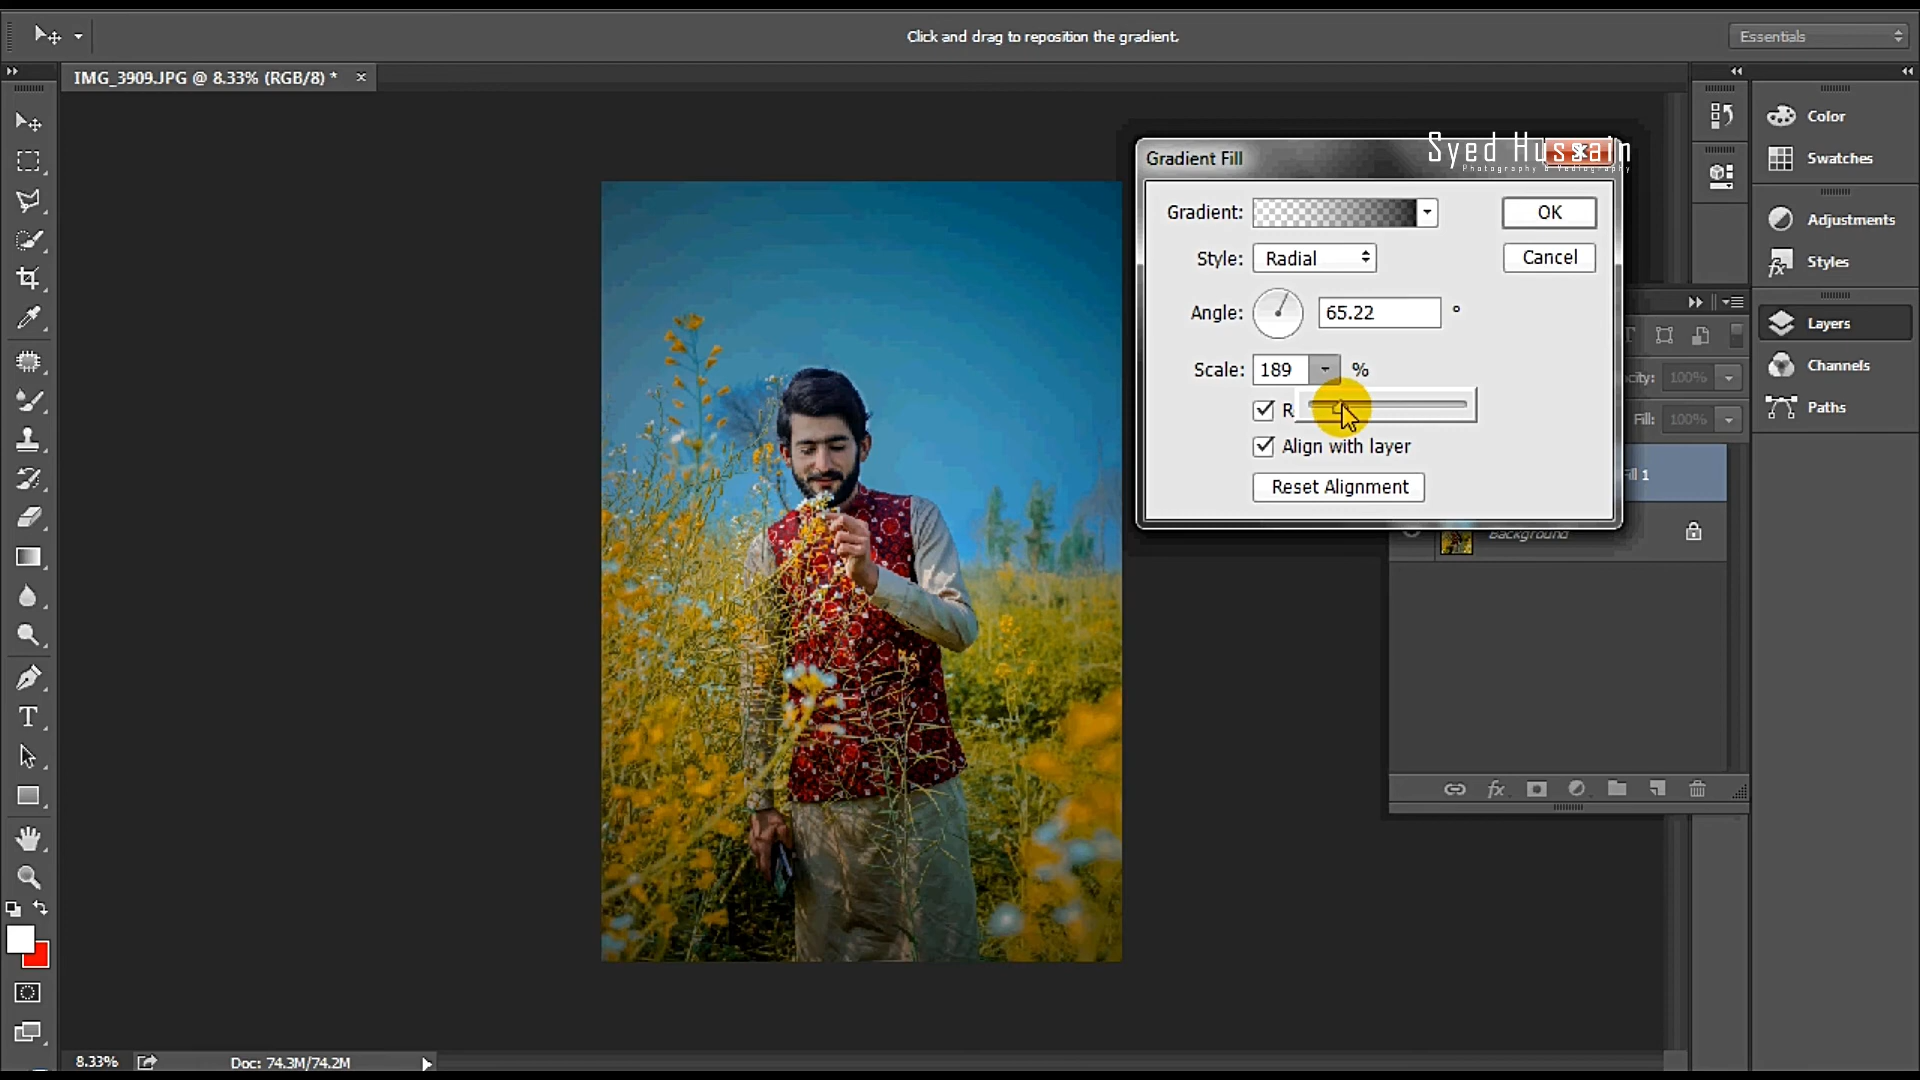 Click and drag to reposition the gradient.
Essentials
IMG_3909.JPG @ 8.33% (RGB/8) *
Color
Swatches
Adjustments
Styles
Layers
Channels
Paths
Syed Hussain
Photography & Vediography
Gradient Fill
Gradient:
OK
Style: Radial
Cancel
Angle: 65.22 °
Scale: 189 %
R
Align with layer
Reset Alignment
100%
Fill: 100%
Fill 1
Background
fx
T
8.33%
Doc: 74.3M/74.2M